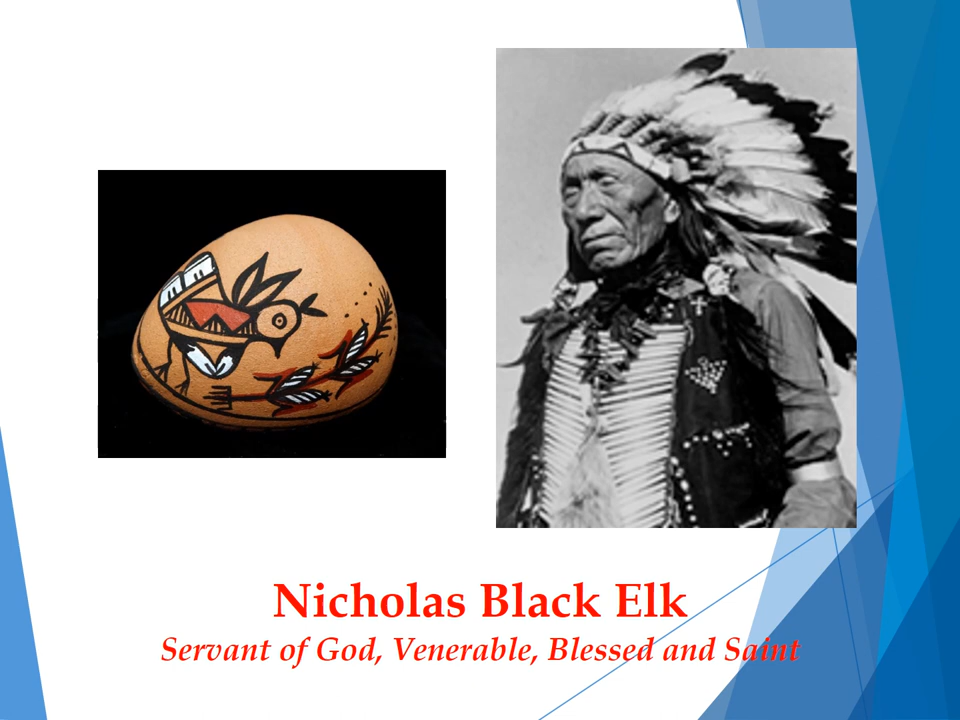 Nicholas Black Elk
Servant of God, Venerable, Blessed and Saint